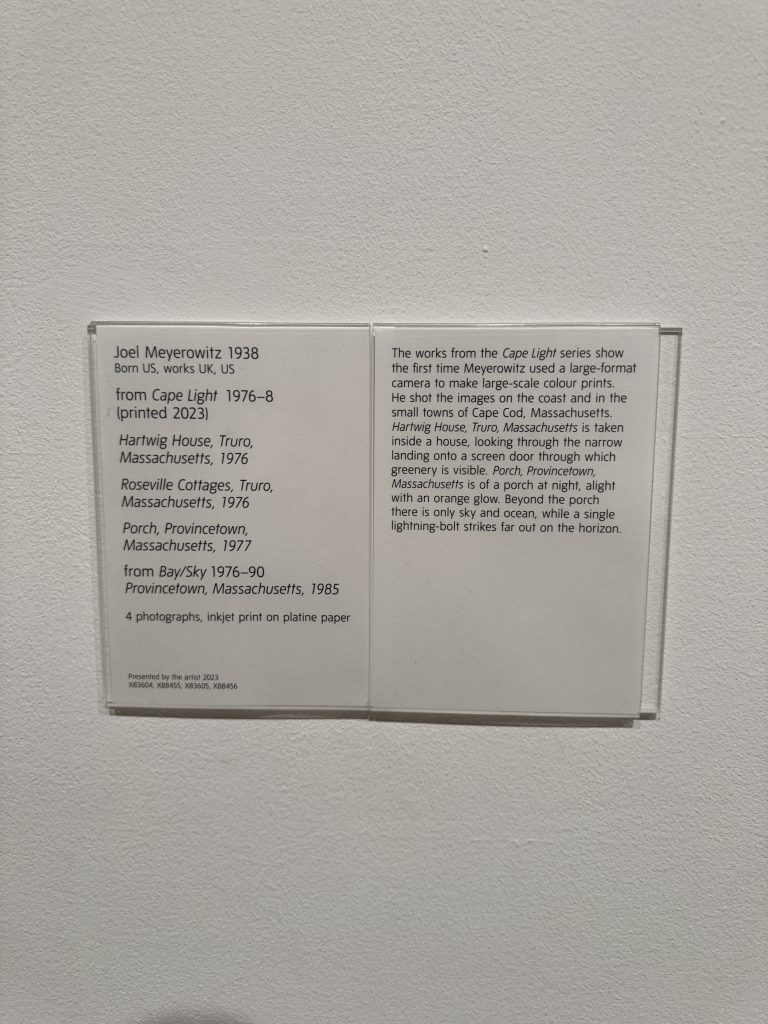 Joel Meyerowitz 1938
Born US, works UK, US
from Cape Light 1976–8
(printed 2023)
Hartwig House, Truro,
Massachusetts, 1976
Roseville Cottages, Truro,
Massachusetts, 1976
Porch, Provincetown,
Massachusetts, 1977
from Bay/Sky 1976–90
Provincetown, Massachusetts, 1985
4 photographs, inkjet print on platine paper
Presented by the artist 2023
X83604, X88455, X83605, X88456
The works from the Cape Light series show
the first time Meyerowitz used a large-format
camera to make large-scale colour prints.
He shot the images on the coast and in the
small towns of Cape Cod, Massachusetts.
Hartwig House, Truro, Massachusetts is taken
inside a house, looking through the narrow
landing onto a screen door through which
greenery is visible. Porch, Provincetown,
Massachusetts is of a porch at night, alight
with an orange glow. Beyond the porch
there is only sky and ocean, while a single
lightning-bolt strikes far out on the horizon.